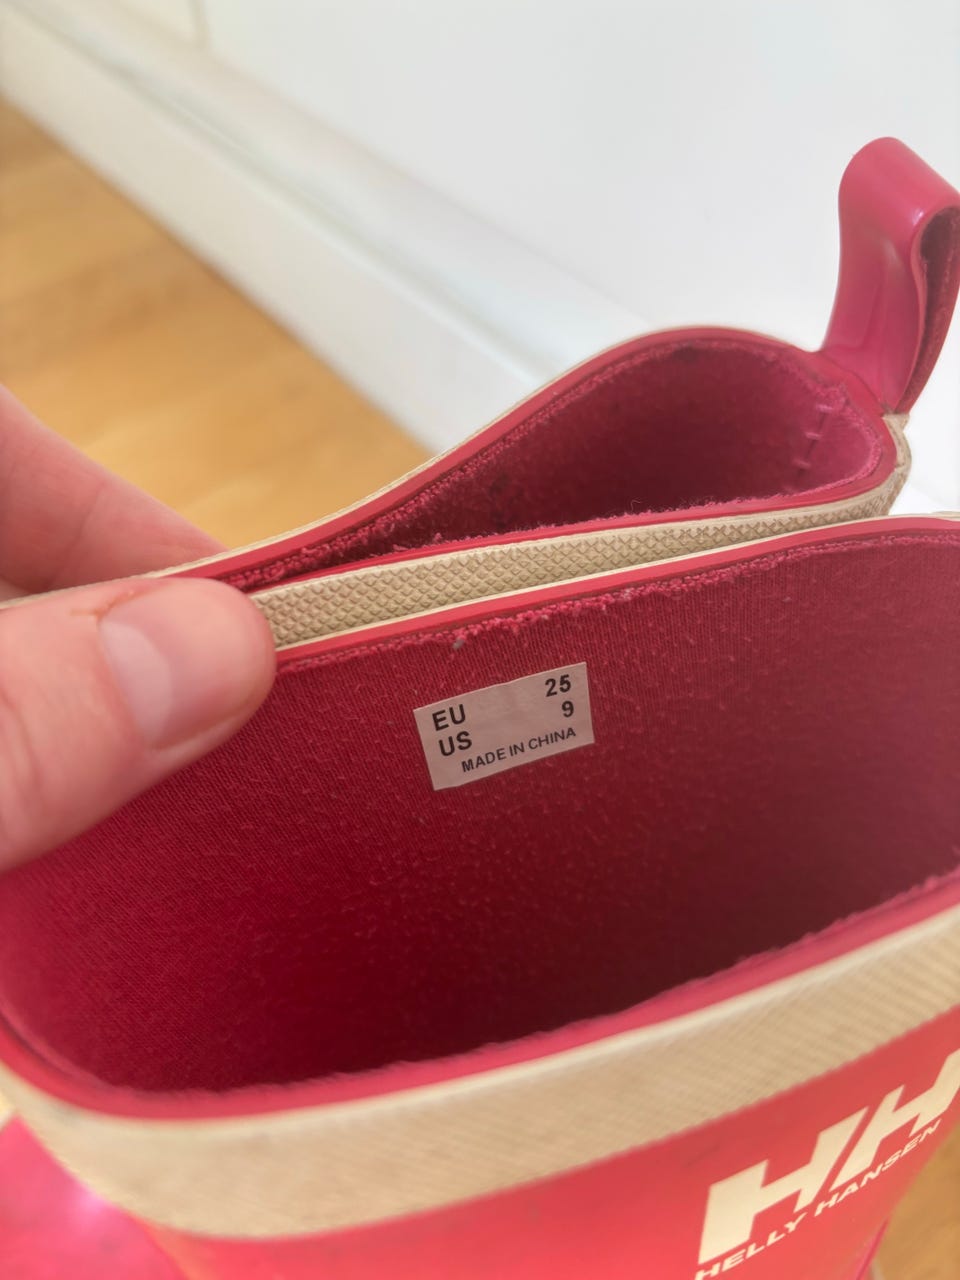 EU 25
US 9
MADE IN CHINA
HH
HELLY HANSEN